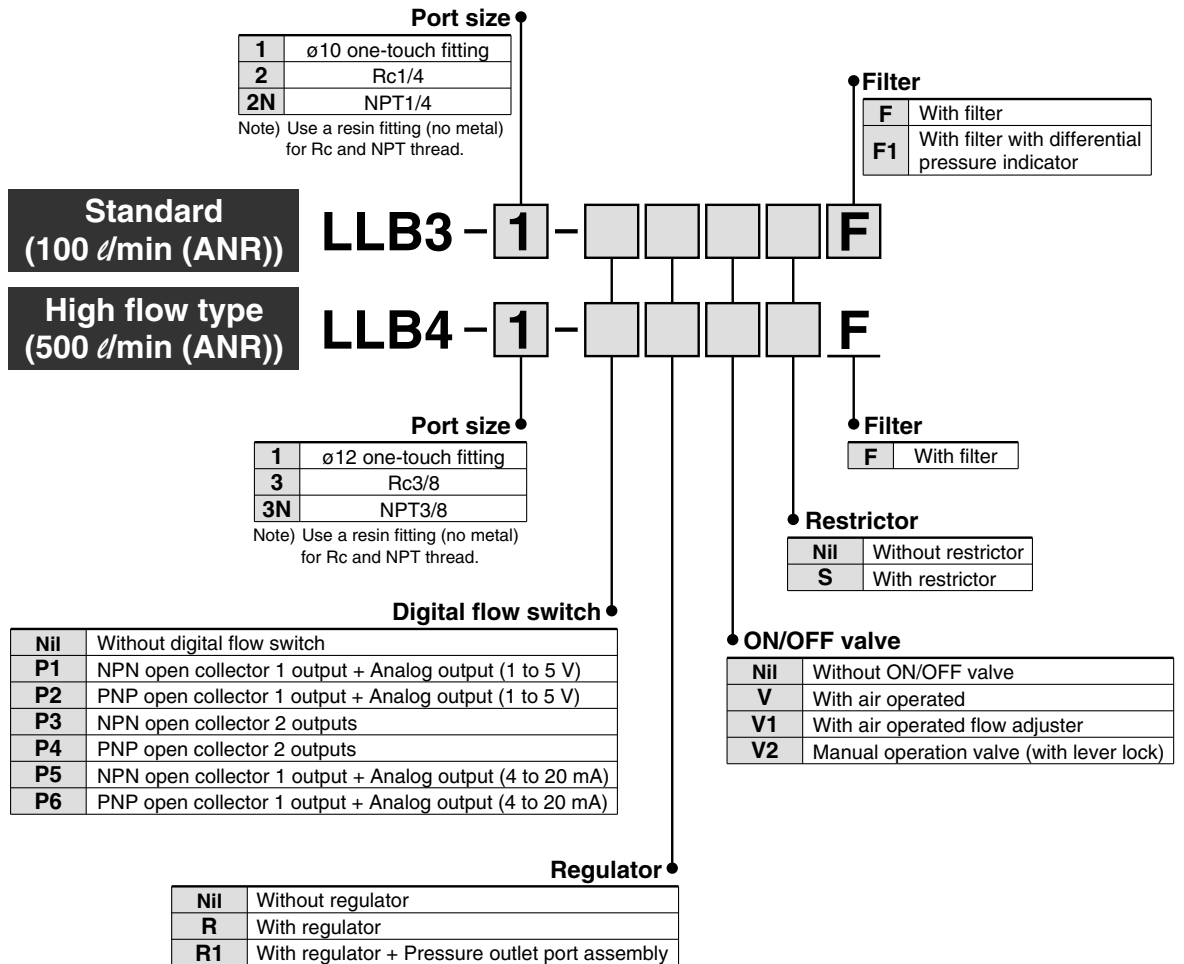 Port size
1 ø10 one-touch fitting
2 Rc1/4
2N NPT1/4
Note) Use a resin fitting (no metal)
for Rc and NPT thread.
Filter
F With filter
F1 With filter with differential
pressure indicator
Standard
(100 ℓ/min (ANR))
LLB3 – 1 – F
High flow type
(500 ℓ/min (ANR))
LLB4 – 1 – F
Port size
1 ø12 one-touch fitting
3 Rc3/8
3N NPT3/8
Note) Use a resin fitting (no metal)
for Rc and NPT thread.
Filter
F With filter
Restrictor
Nil Without restrictor
S With restrictor
Digital flow switch
Nil Without digital flow switch
P1 NPN open collector 1 output + Analog output (1 to 5 V)
P2 PNP open collector 1 output + Analog output (1 to 5 V)
P3 NPN open collector 2 outputs
P4 PNP open collector 2 outputs
P5 NPN open collector 1 output + Analog output (4 to 20 mA)
P6 PNP open collector 1 output + Analog output (4 to 20 mA)
ON/OFF valve
Nil Without ON/OFF valve
V With air operated
V1 With air operated flow adjuster
V2 Manual operation valve (with lever lock)
Regulator
Nil Without regulator
R With regulator
R1 With regulator + Pressure outlet port assembly